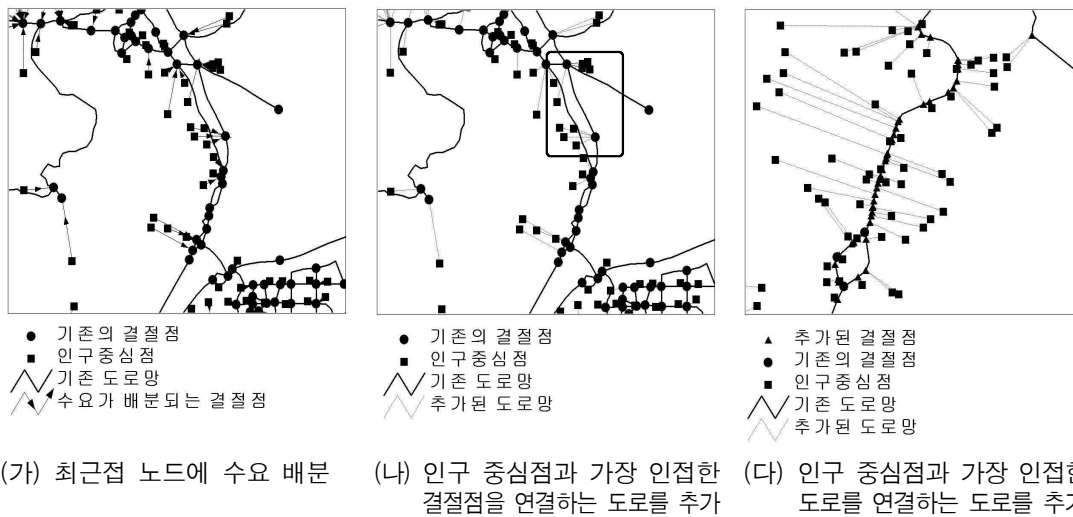 기존의 결절점
인구중심점
기존 도로망
수요가 배분되는 결절점
(가) 최근접 노드에 수요 배분
기존의 결절점
인구중심점
기존 도로망
추가된 도로망
(나) 인구 중심점과 가장 인접한
결절점을 연결하는 도로를 추가
추가된 결절점
기존의 결절점
인구중심점
기존 도로망
추가된 도로망
(다) 인구 중심점과 가장 인접한
도로를 연결하는 도로를 추가